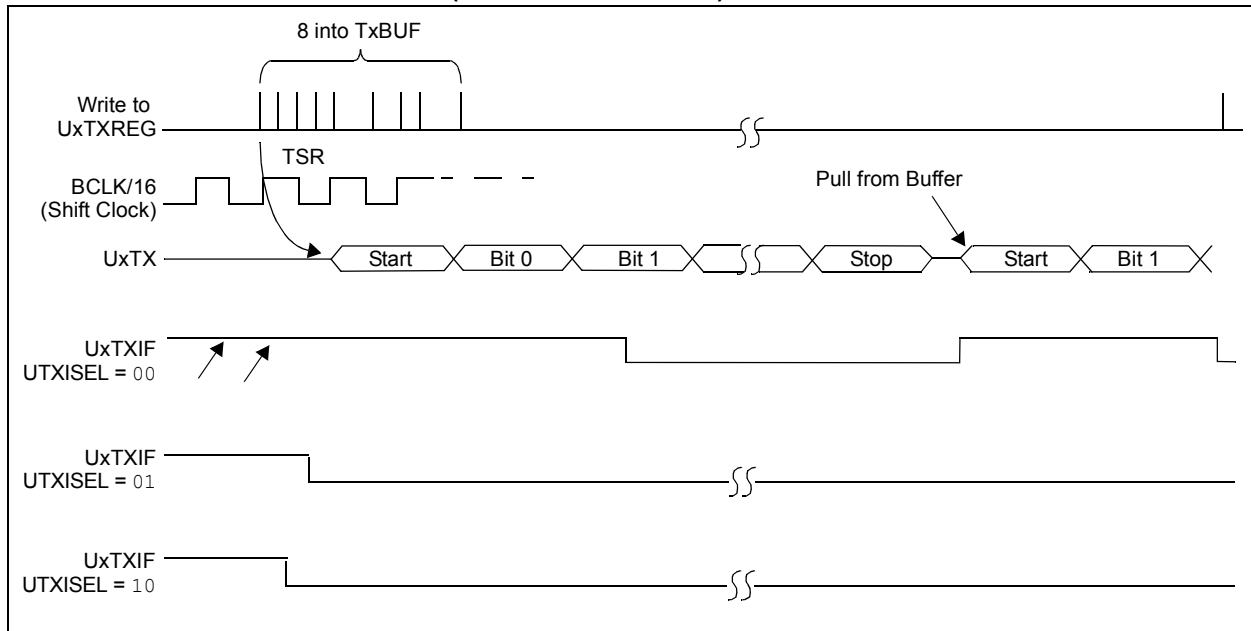 8 into TxBUF
Write to
UxTXREG
TSR
BCLK/16
(Shift Clock)
Pull from Buffer
UxTX
Start
Bit 0
Bit 1
Stop
Start
Bit 1
UxTXIF
UTXISEL = 00
UxTXIF
UTXISEL = 01
UxTXIF
UTXISEL = 10